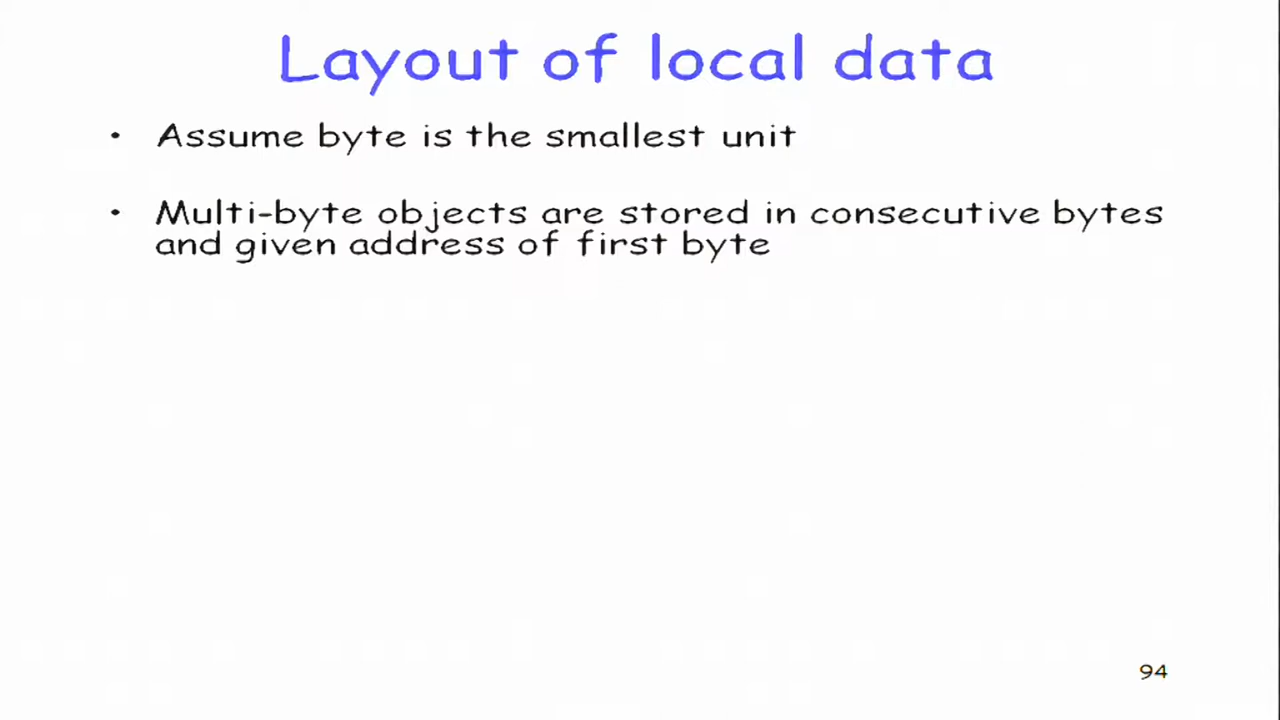 Layout of local data
• Assume byte is the smallest unit
• Multi-byte objects are stored in consecutive bytes
and given address of first byte
94